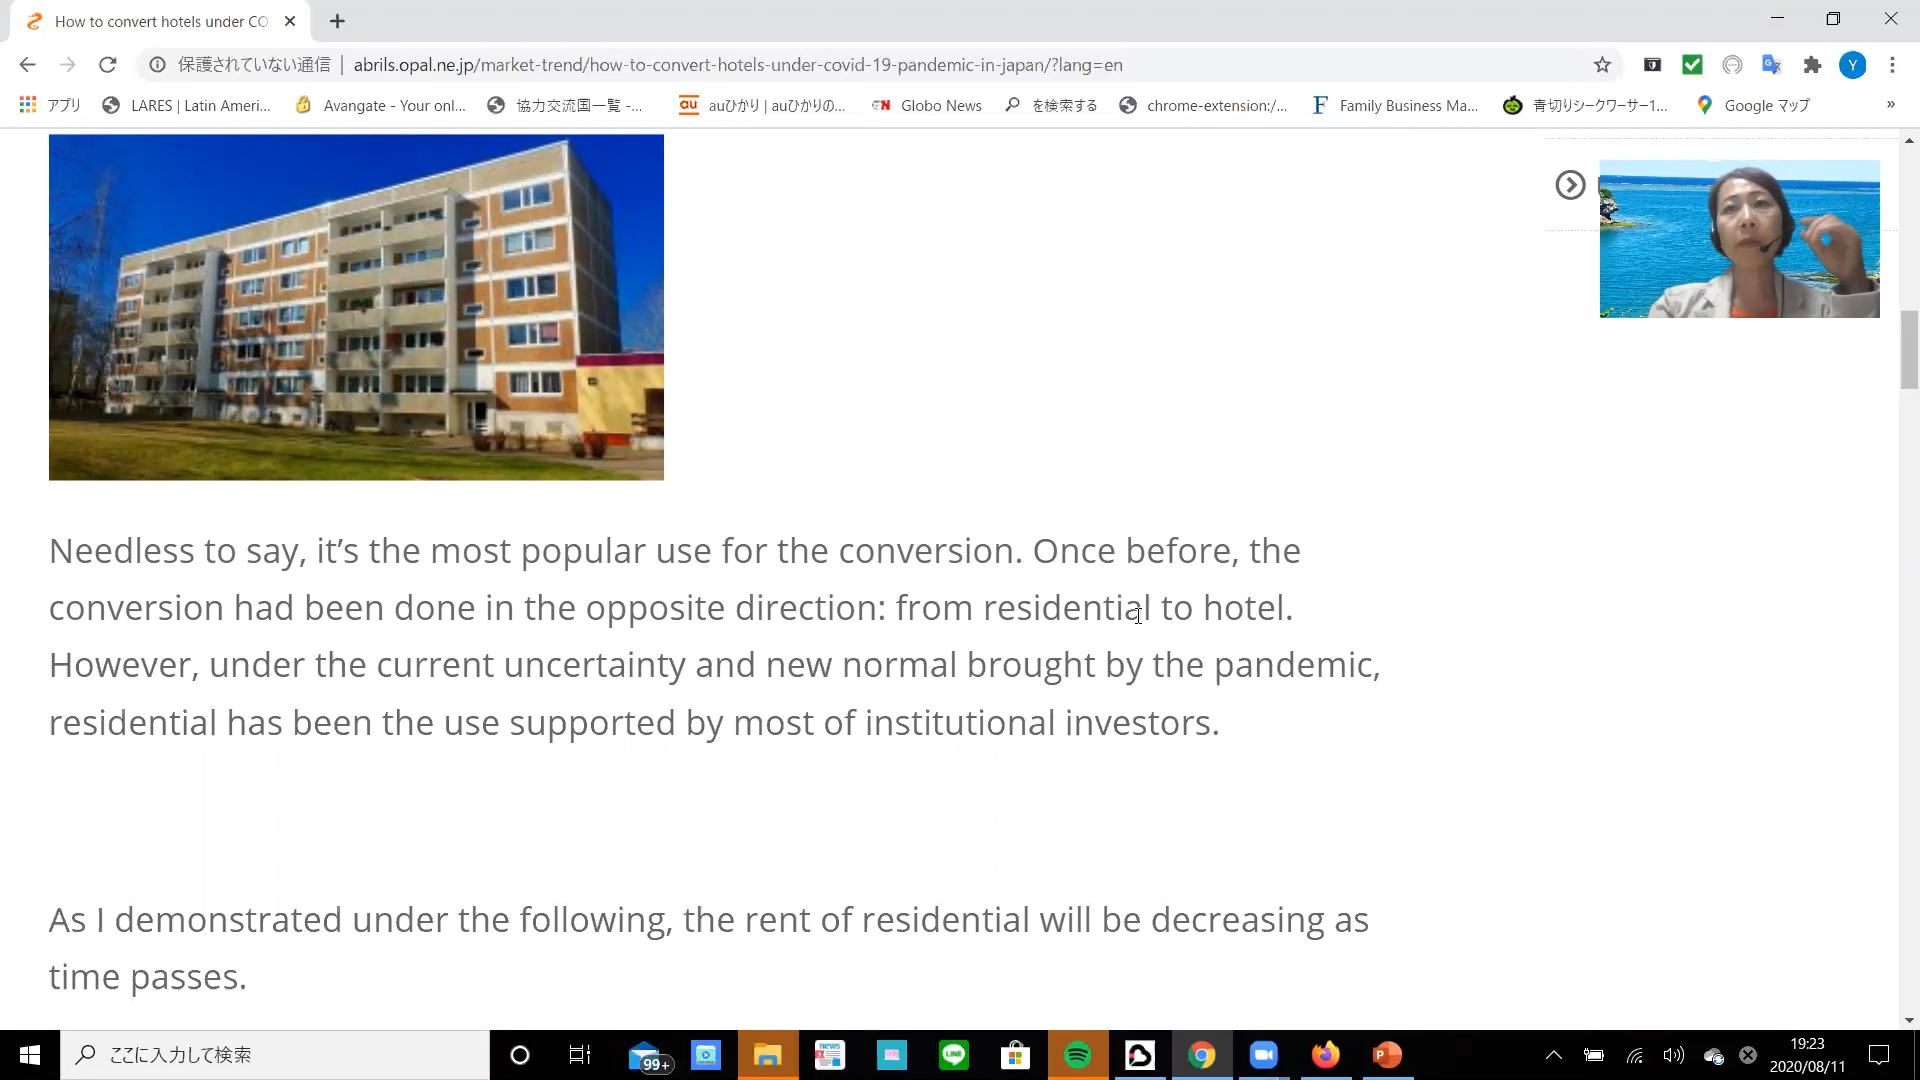 How to convert hotels under CO
保護されていない通信 | abrils.opal.ne.jp/market-trend/how-to-convert-hotels-under-covid-19-pandemic-in-japan/?lang=en
Y
アプリ LARES | Latin Ameri... Avangate - Your onl... 協力交流国一覧 -... au auひかり | auひかりの... Globo News を検索する chrome-extension:/... F Family Business Ma... 青切りシークワーサー1... Google マップ »
Needless to say, it’s the most popular use for the conversion. Once before, the
conversion had been done in the opposite direction: from residential to hotel.
However, under the current uncertainty and new normal brought by the pandemic,
residential has been the use supported by most of institutional investors.
As I demonstrated under the following, the rent of residential will be decreasing as
time passes.
ここに入力して検索
99+
19:23
2020/08/11